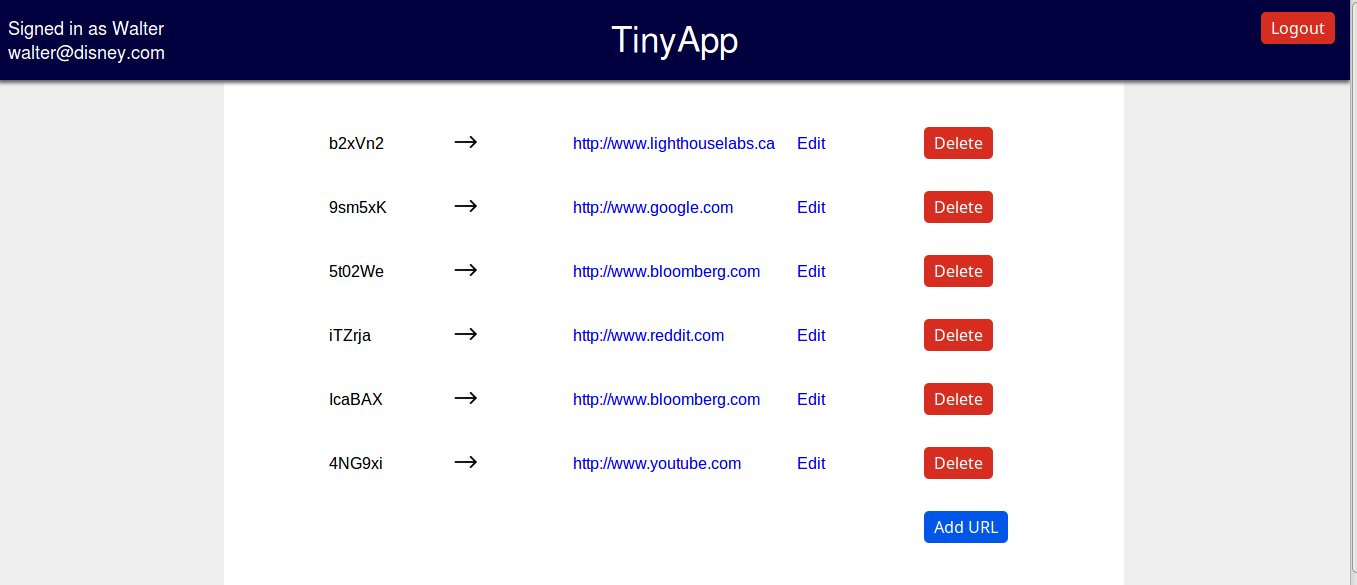 Signed in as Walter
walter@disney.com
TinyApp
Logout
b2xVn2 → http://www.lighthouselabs.ca Edit Delete
9sm5xK → http://www.google.com Edit Delete
5t02We → http://www.bloomberg.com Edit Delete
iTZrja → http://www.reddit.com Edit Delete
IcaBAX → http://www.bloomberg.com Edit Delete
4NG9xi → http://www.youtube.com Edit Delete
Add URL